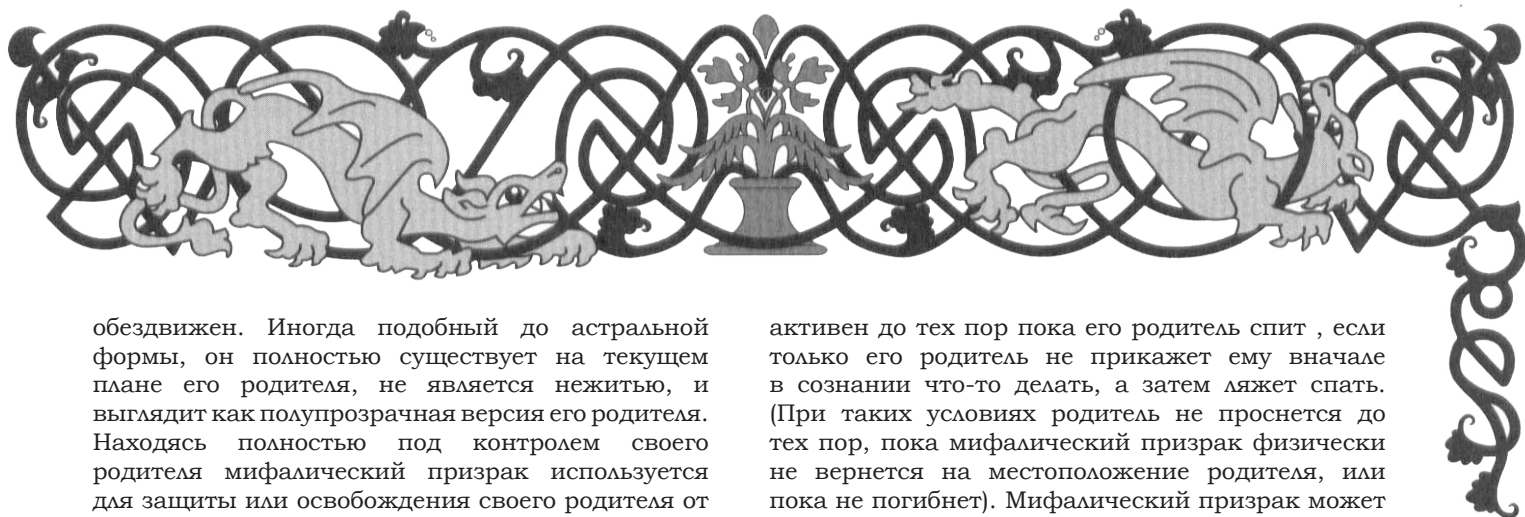 обездвижен. Иногда подобный до астральной
формы, он полностью существует на текущем
плане его родителя, не является нежитью, и
выглядит как полупрозрачная версия его родителя.
Находясь полностью под контролем своего
родителя мифалический призрак используется
для защиты или освобождения своего родителя от
активен до тех пор пока его родитель спит , если
только его родитель не прикажет ему вначале
в сознании что-то делать, а затем ляжет спать.
(При таких условиях родитель не проснется до
тех пор, пока мифалический призрак физически
не вернется на местоположение родителя, или
пока не погибнет). Мифалический призрак может